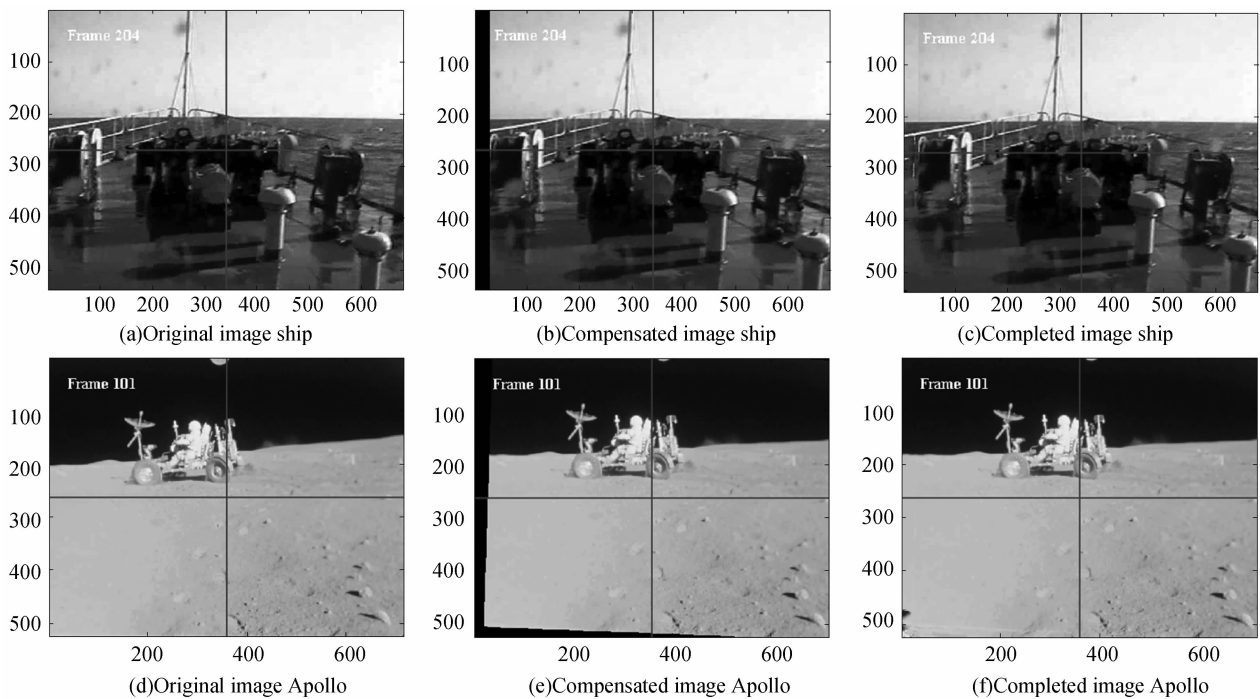 Frame 204
100
200
300
400
500
100 200 300 400 500 600
(a)Original image ship
Frame 204
100
200
300
400
500
100 200 300 400 500 600
(b)Compensated image ship
Frame 204
100
200
300
400
500
100 200 300 400 500 600
(c)Completed image ship
Frame 101
100
200
300
400
500
200 400 600
(d)Original image Apollo
Frame 101
100
200
300
400
500
200 400 600
(e)Compensated image Apollo
Frame 101
100
200
300
400
500
200 400 600
(f)Completed image Apollo